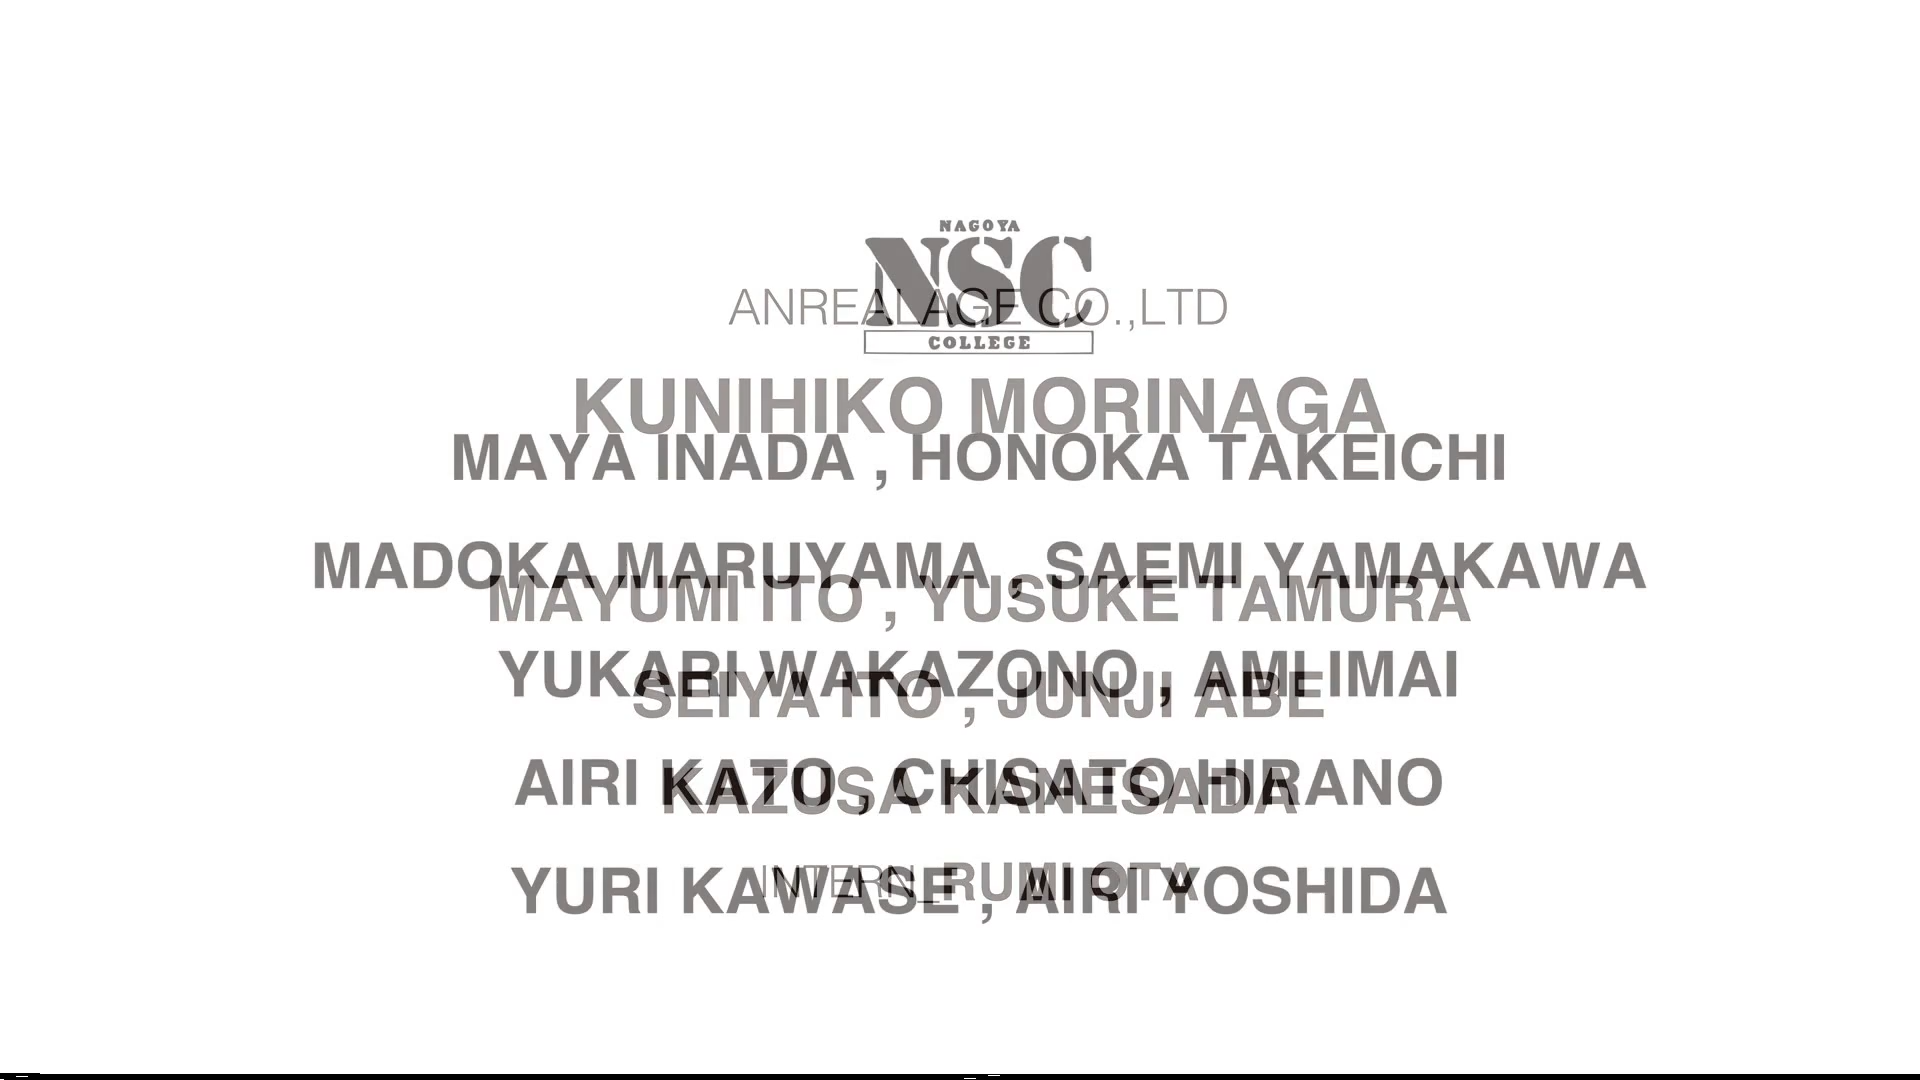 NAGOYA
NSC
COLLEGE
ANREALAGE CO.,LTD
KUNIHIKO MORINAGA
MAYA INADA , HONOKA TAKEICHI
MADOKA MARUYAMA , SAEMI YAMAKAWA
MAYUMI ITO , YUSUKE TAMURA
YUKARI WAKAZONO , AMI IMAI
SEIYA ITO , JUNJI ABE
AIRI KATO , CHISATO HIRANO
KAZUSA KANESADA
INTERN_RUMI OTA
YURI KAWASE , AIRI YOSHIDA